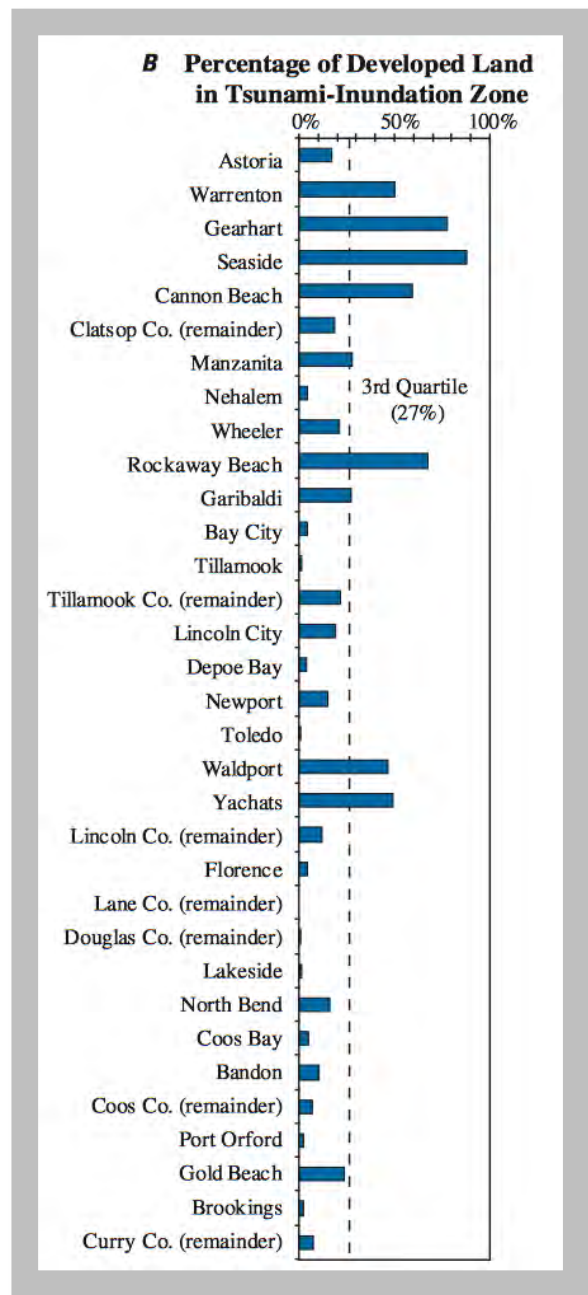 B Percentage of Developed Land
in Tsunami-Inundation Zone
0% 50% 100%
Astoria
Warrenton
Gearhart
Seaside
Cannon Beach
Clatsop Co. (remainder)
Manzanita
Nehalem
3rd Quartile
(27%)
Wheeler
Rockaway Beach
Garibaldi
Bay City
Tillamook
Tillamook Co. (remainder)
Lincoln City
Depoe Bay
Newport
Toledo
Waldport
Yachats
Lincoln Co. (remainder)
Florence
Lane Co. (remainder)
Douglas Co. (remainder)
Lakeside
North Bend
Coos Bay
Bandon
Coos Co. (remainder)
Port Orford
Gold Beach
Brookings
Curry Co. (remainder)